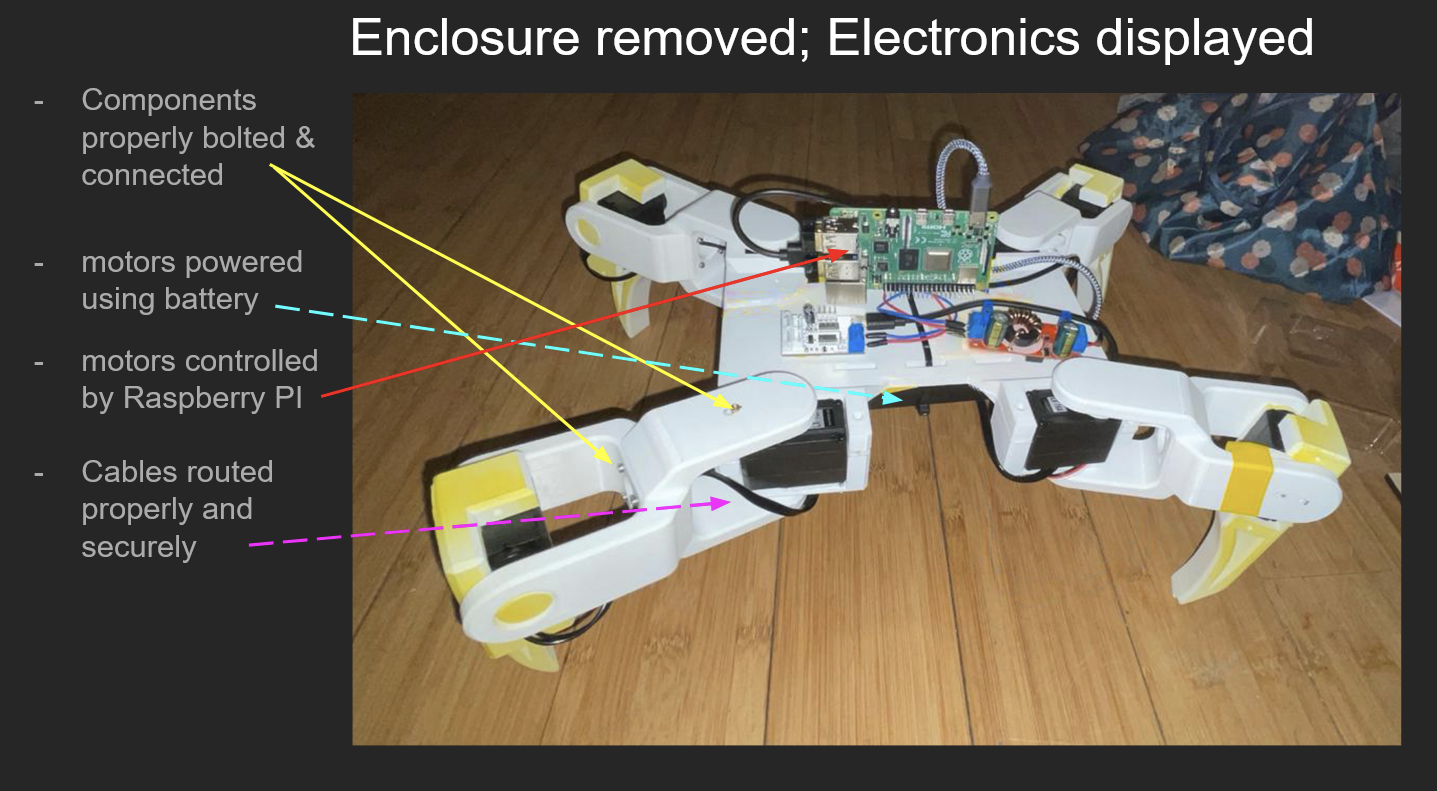 Enclosure removed; Electronics displayed
- Components
properly bolted &
connected
- motors powered
using battery
- motors controlled
by Raspberry PI
- Cables routed
properly and
securely